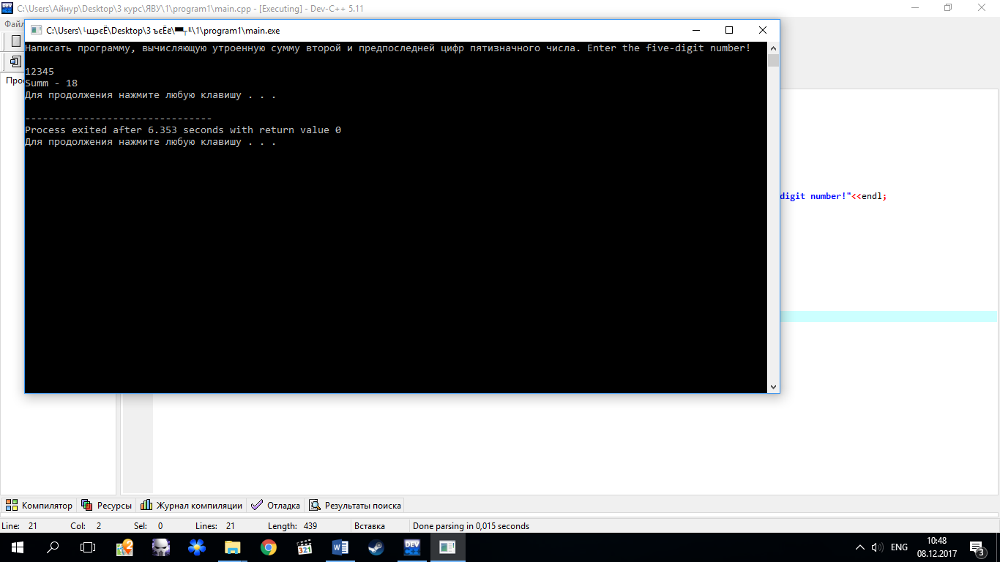 C:\Users\Айнур\Desktop\3 курс\ЯВУ\1\program1\main.cpp - [Executing] - Dev-C++ 5.11
Файл
C:\Users\└щэєЁ\Desktop\3 ъєЁё\▀┬╙\1\program1\main.exe
Написать программу, вычисляющую утроенную сумму второй и предпоследней цифр пятизначного числа. Enter the five-digit number!
12345
Summ - 18
Для продолжения нажмите любую клавишу . . .
--------------------------------
Process exited after 6.353 seconds with return value 0
Для продолжения нажмите любую клавишу . . .
digit number!"<<endl;
Компилятор Ресурсы Журнал компиляции Отладка Результаты поиска
Line: 21 Col: 2 Sel: 0 Lines: 21 Length: 439 Вставка Done parsing in 0,015 seconds
ENG 10:48
08.12.2017 3